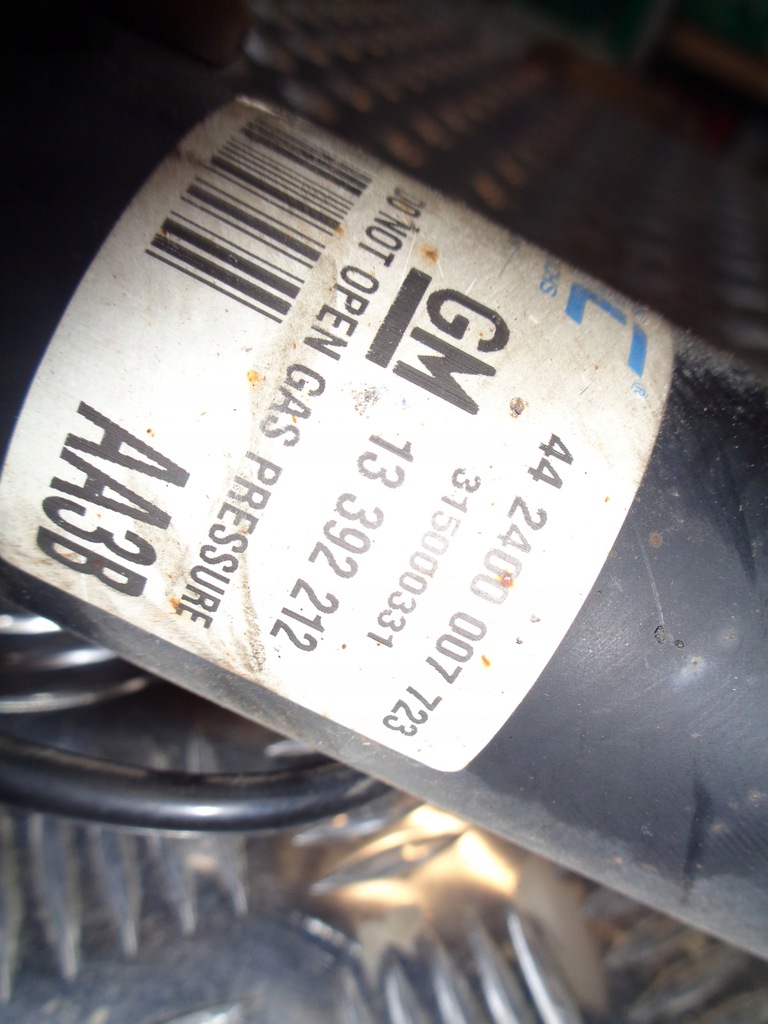 44 2400 007 723
315000331
GM
13 392 212
DO NOT OPEN GAS PRESSURE
AA3B